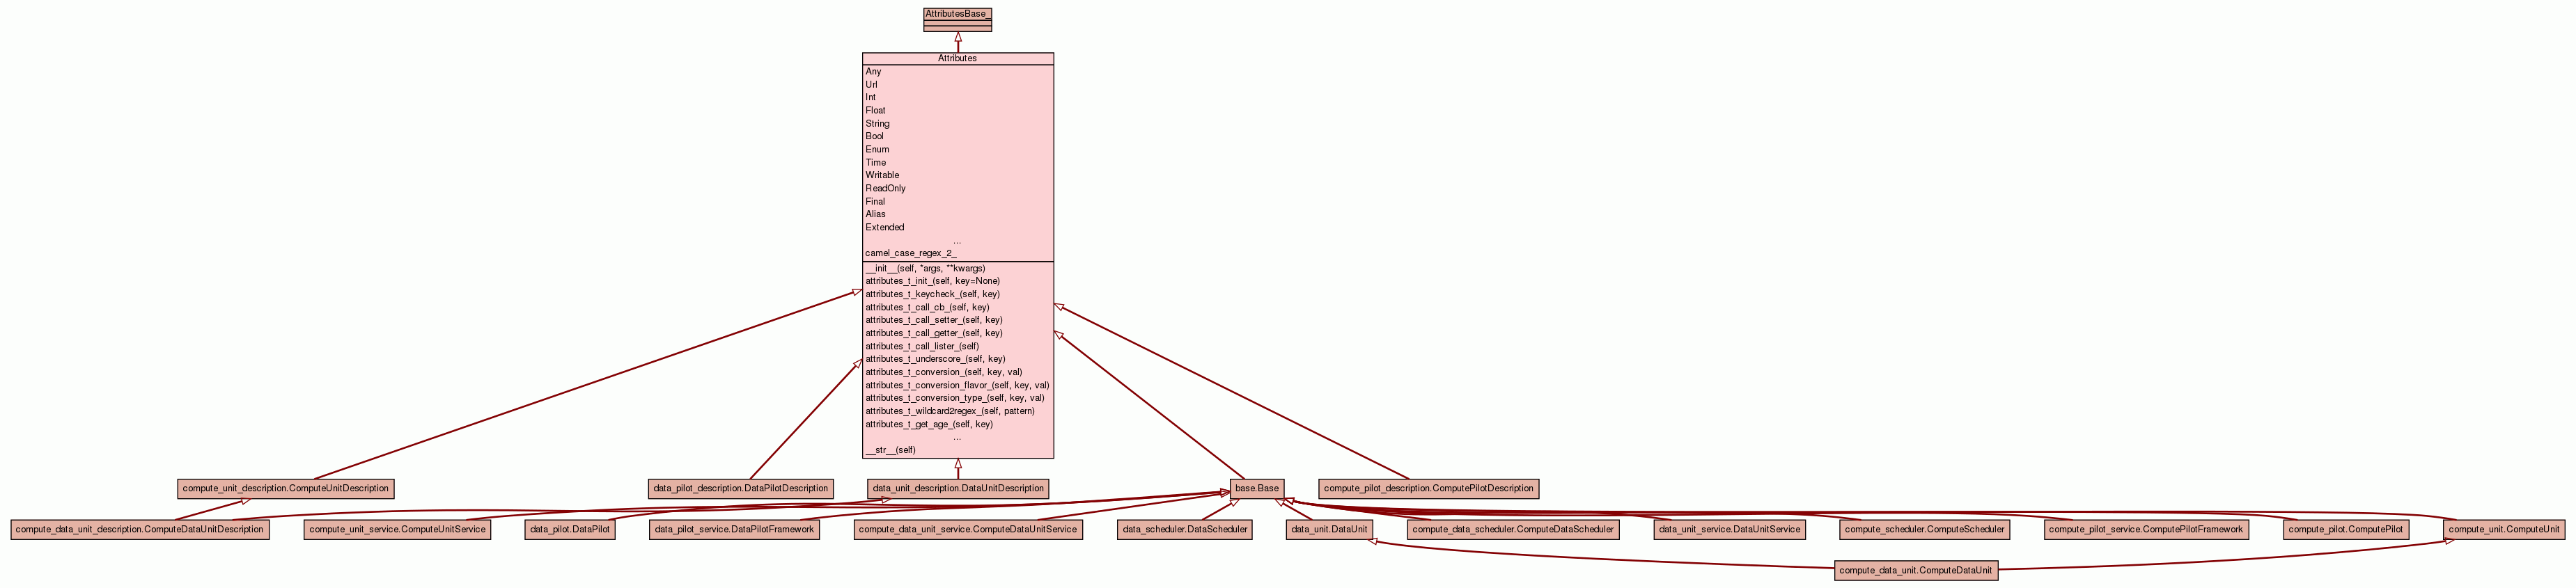 AttributesBase_
Attributes
Any
Url
Int
Float
String
Bool
Enum
Time
Writable
ReadOnly
Final
Alias
Extended
...
camel_case_regex_2_
__init__(self, *args, **kwargs)
attributes_t_init_(self, key=None)
attributes_t_keycheck_(self, key)
attributes_t_call_cb_(self, key)
attributes_t_call_setter_(self, key)
attributes_t_call_getter_(self, key)
attributes_t_call_lister_(self)
attributes_t_underscore_(self, key)
attributes_t_conversion_(self, key, val)
attributes_t_conversion_flavor_(self, key, val)
attributes_t_conversion_type_(self, key, val)
attributes_t_wildcard2regex_(self, pattern)
attributes_t_get_age_(self, key)
...
__str__(self)
compute_unit_description.ComputeUnitDescription
data_pilot_description.DataPilotDescription
data_unit_description.DataUnitDescription
base.Base
compute_pilot_description.ComputePilotDescription
compute_data_unit_description.ComputeDataUnitDescription
compute_unit_service.ComputeUnitService
data_pilot.DataPilot
data_pilot_service.DataPilotFramework
compute_data_unit_service.ComputeDataUnitService
data_scheduler.DataScheduler
data_unit.DataUnit
compute_data_scheduler.ComputeDataScheduler
data_unit_service.DataUnitService
compute_scheduler.ComputeScheduler
compute_pilot_service.ComputePilotFramework
compute_pilot.ComputePilot
compute_unit.ComputeUnit
compute_data_unit.ComputeDataUnit